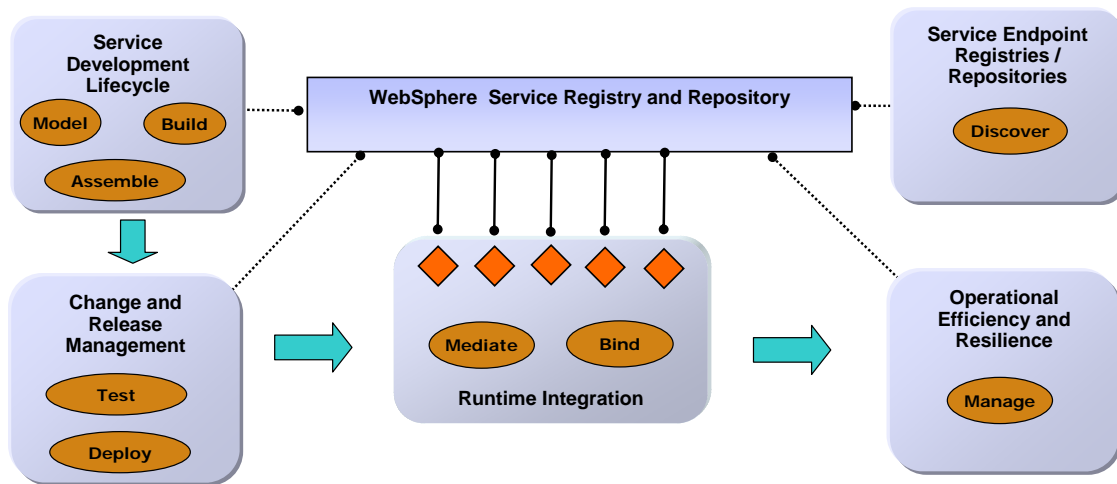 Service
Development
Lifecycle
Model
Build
Assemble
WebSphere Service Registry and Repository
Service Endpoint
Registries /
Repositories
Discover
Change and
Release
Management
Test
Deploy
Mediate
Bind
Runtime Integration
Operational
Efficiency and
Resilience
Manage